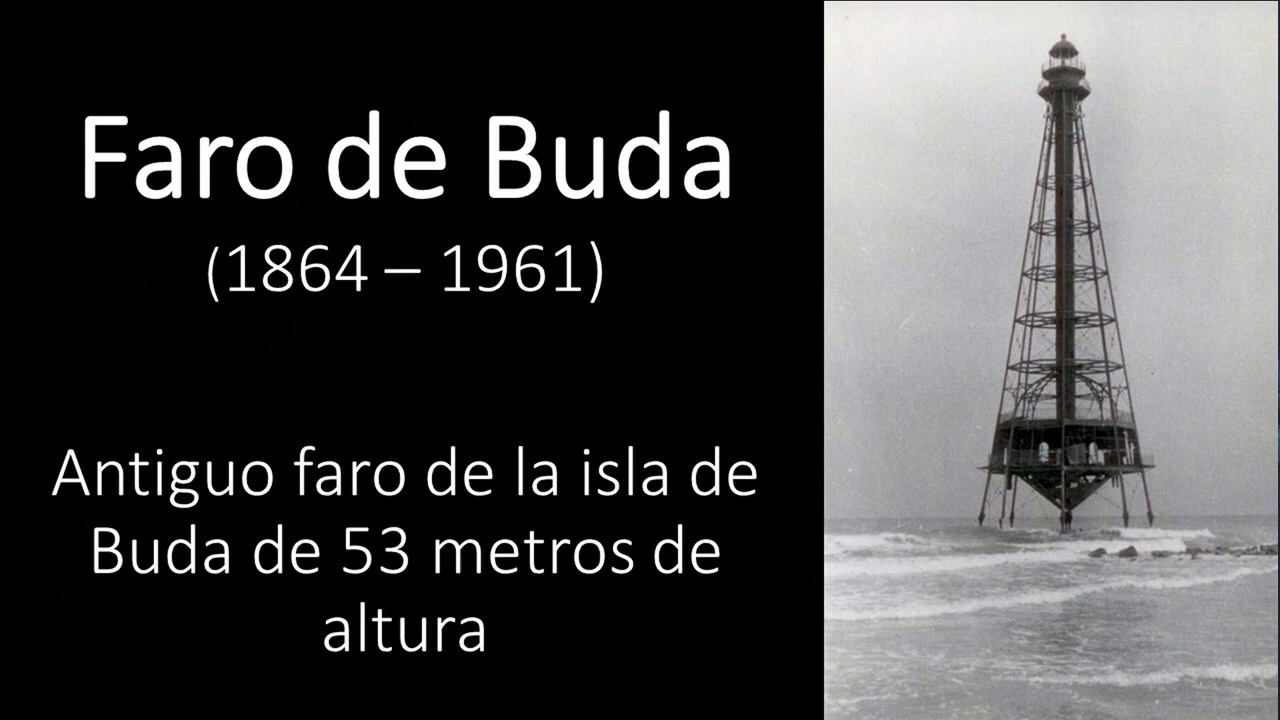 Faro de Buda
(1864 – 1961)
Antiguo faro de la isla de
Buda de 53 metros de
altura